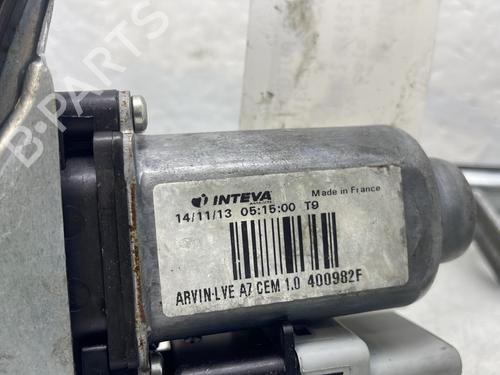 B-PARTS
INTEVA
Made in France
14/11/13 05:15:00 T9
ARVIN-LVE A7 CEM 1.0 400982F